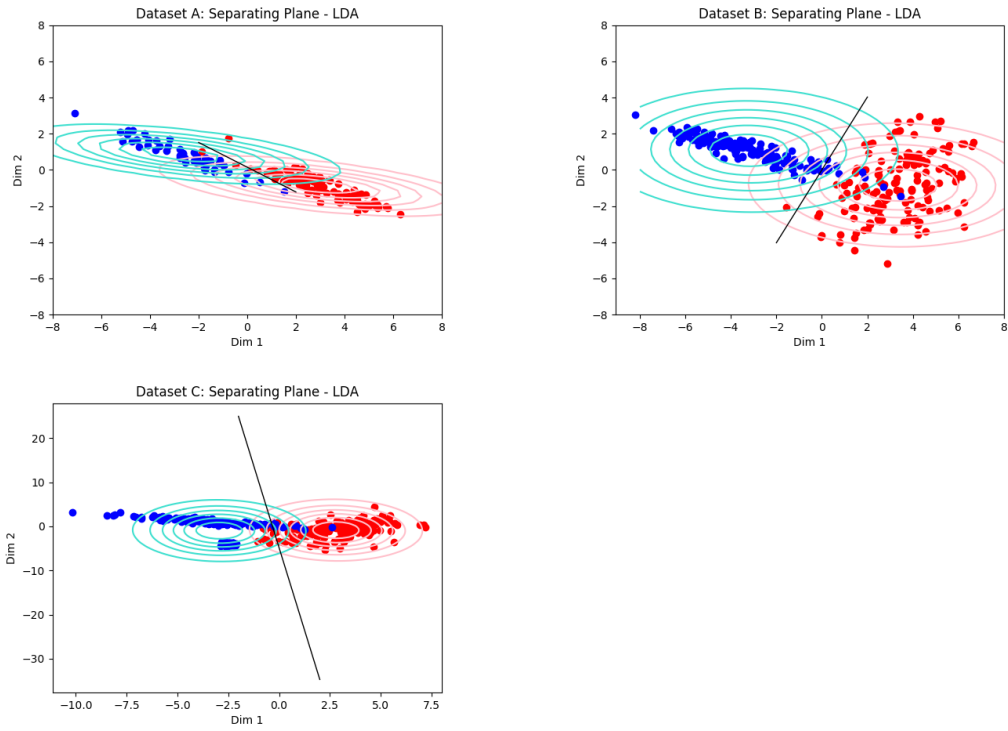 Dataset A: Separating Plane - LDA
8
6
4
2
0
−2
−4
−6
−8
Dim 2
−8 −6 −4 −2 0 2 4 6 8
Dim 1
Dataset B: Separating Plane - LDA
8
6
4
2
0
−2
−4
−6
−8
Dim 2
−8 −6 −4 −2 0 2 4 6 8
Dim 1
Dataset C: Separating Plane - LDA
20
10
0
−10
−20
−30
Dim 2
−10.0 −7.5 −5.0 −2.5 0.0 2.5 5.0 7.5
Dim 1